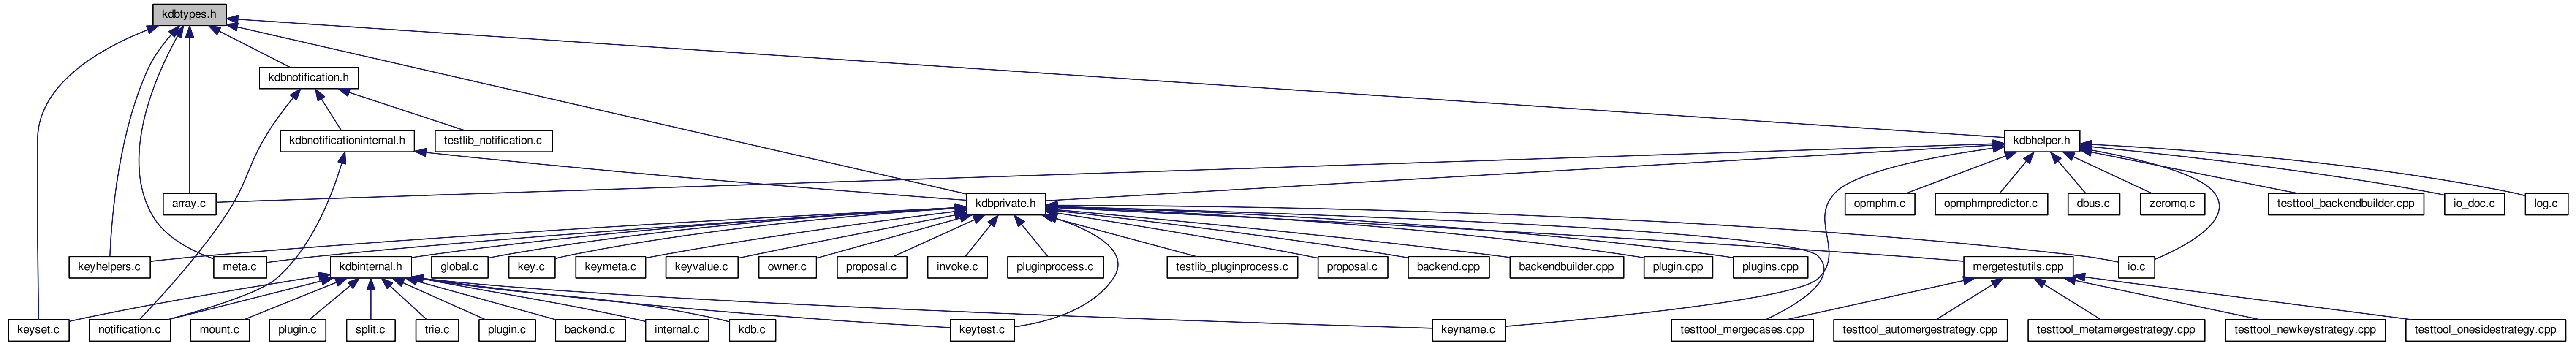 kdbtypes.h
kdbnotification.h
kdbnotificationinternal.h
testlib_notification.c
kdbhelper.h
array.c
kdbprivate.h
opmphm.c
opmphmpredictor.c
dbus.c
zeromq.c
testtool_backendbuilder.cpp
io_doc.c
log.c
keyhelpers.c
meta.c
kdbinternal.h
global.c
key.c
keymeta.c
keyvalue.c
owner.c
proposal.c
invoke.c
pluginprocess.c
testlib_pluginprocess.c
proposal.c
backend.cpp
backendbuilder.cpp
plugin.cpp
plugins.cpp
mergetestutils.cpp
io.c
keyset.c
notification.c
mount.c
plugin.c
split.c
trie.c
plugin.c
backend.c
internal.c
kdb.c
keytest.c
keyname.c
testtool_mergecases.cpp
testtool_automergestrategy.cpp
testtool_metamergestrategy.cpp
testtool_newkeystrategy.cpp
testtool_onesidestrategy.cpp